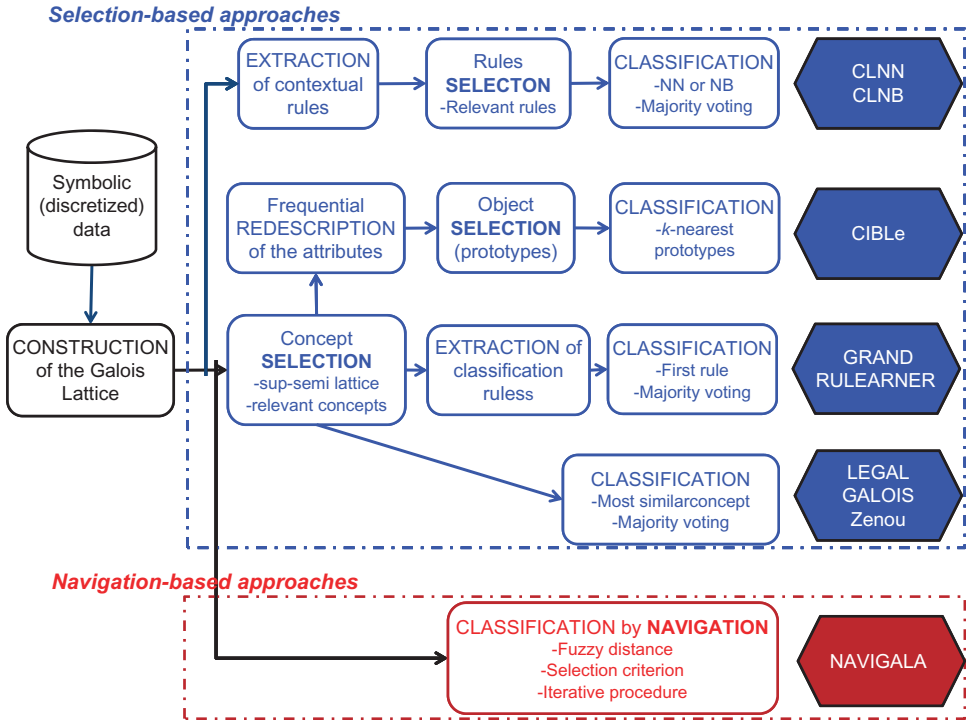 Selection-based approaches
EXTRACTION
of contextual
rules
Rules
SELECTON
-Relevant rules
CLASSIFICATION
-NN or NB
-Majority voting
CLNN
CLNB
Symbolic
(discretized)
data
Frequential
REDESCRIPTION
of the attributes
Object
SELECTION
(prototypes)
CLASSIFICATION
-k-nearest
prototypes
CIBLe
CONSTRUCTION
of the Galois
Lattice
Concept
SELECTION
-sup-semi lattice
-relevant concepts
EXTRACTION of
classification
ruless
CLASSIFICATION
-First rule
-Majority voting
GRAND
RULEARNER
CLASSIFICATION
-Most similarconcept
-Majority voting
LEGAL
GALOIS
Zenou
Navigation-based approaches
CLASSIFICATION by NAVIGATION
-Fuzzy distance
-Selection criterion
-Iterative procedure
NAVIGALA